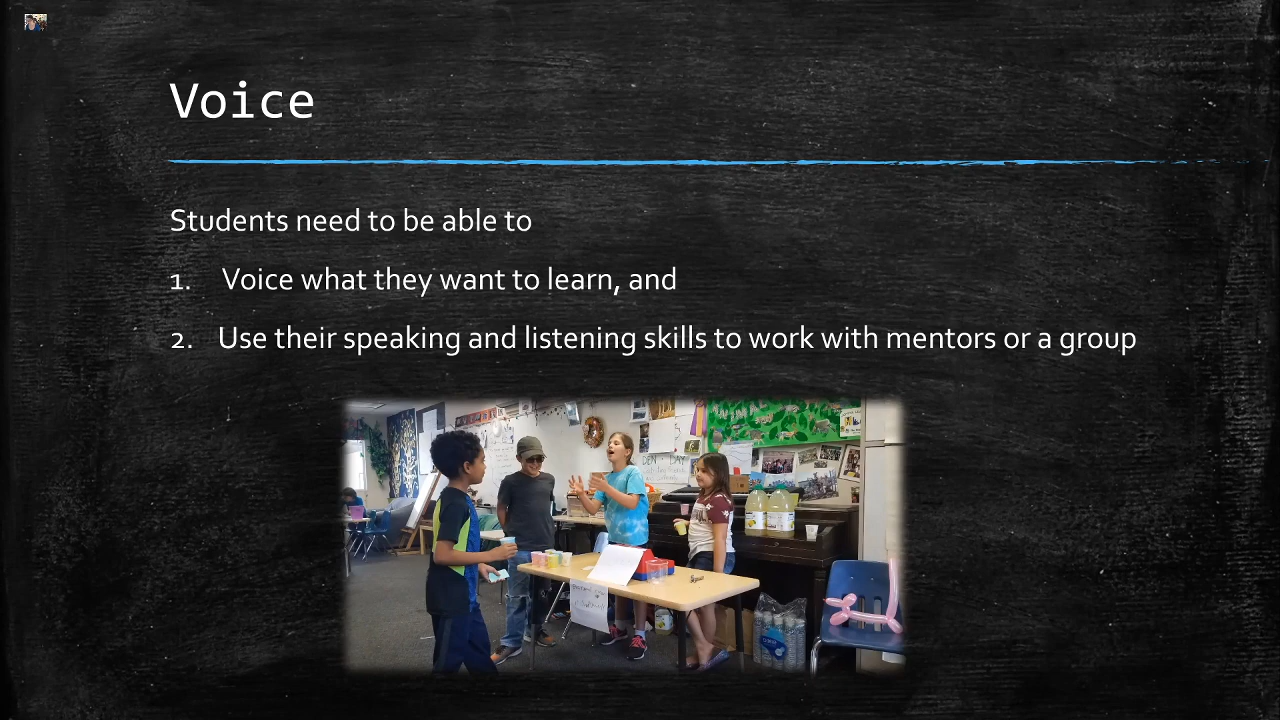 Voice
Students need to be able to
1. Voice what they want to learn, and
2. Use their speaking and listening skills to work with mentors or a group